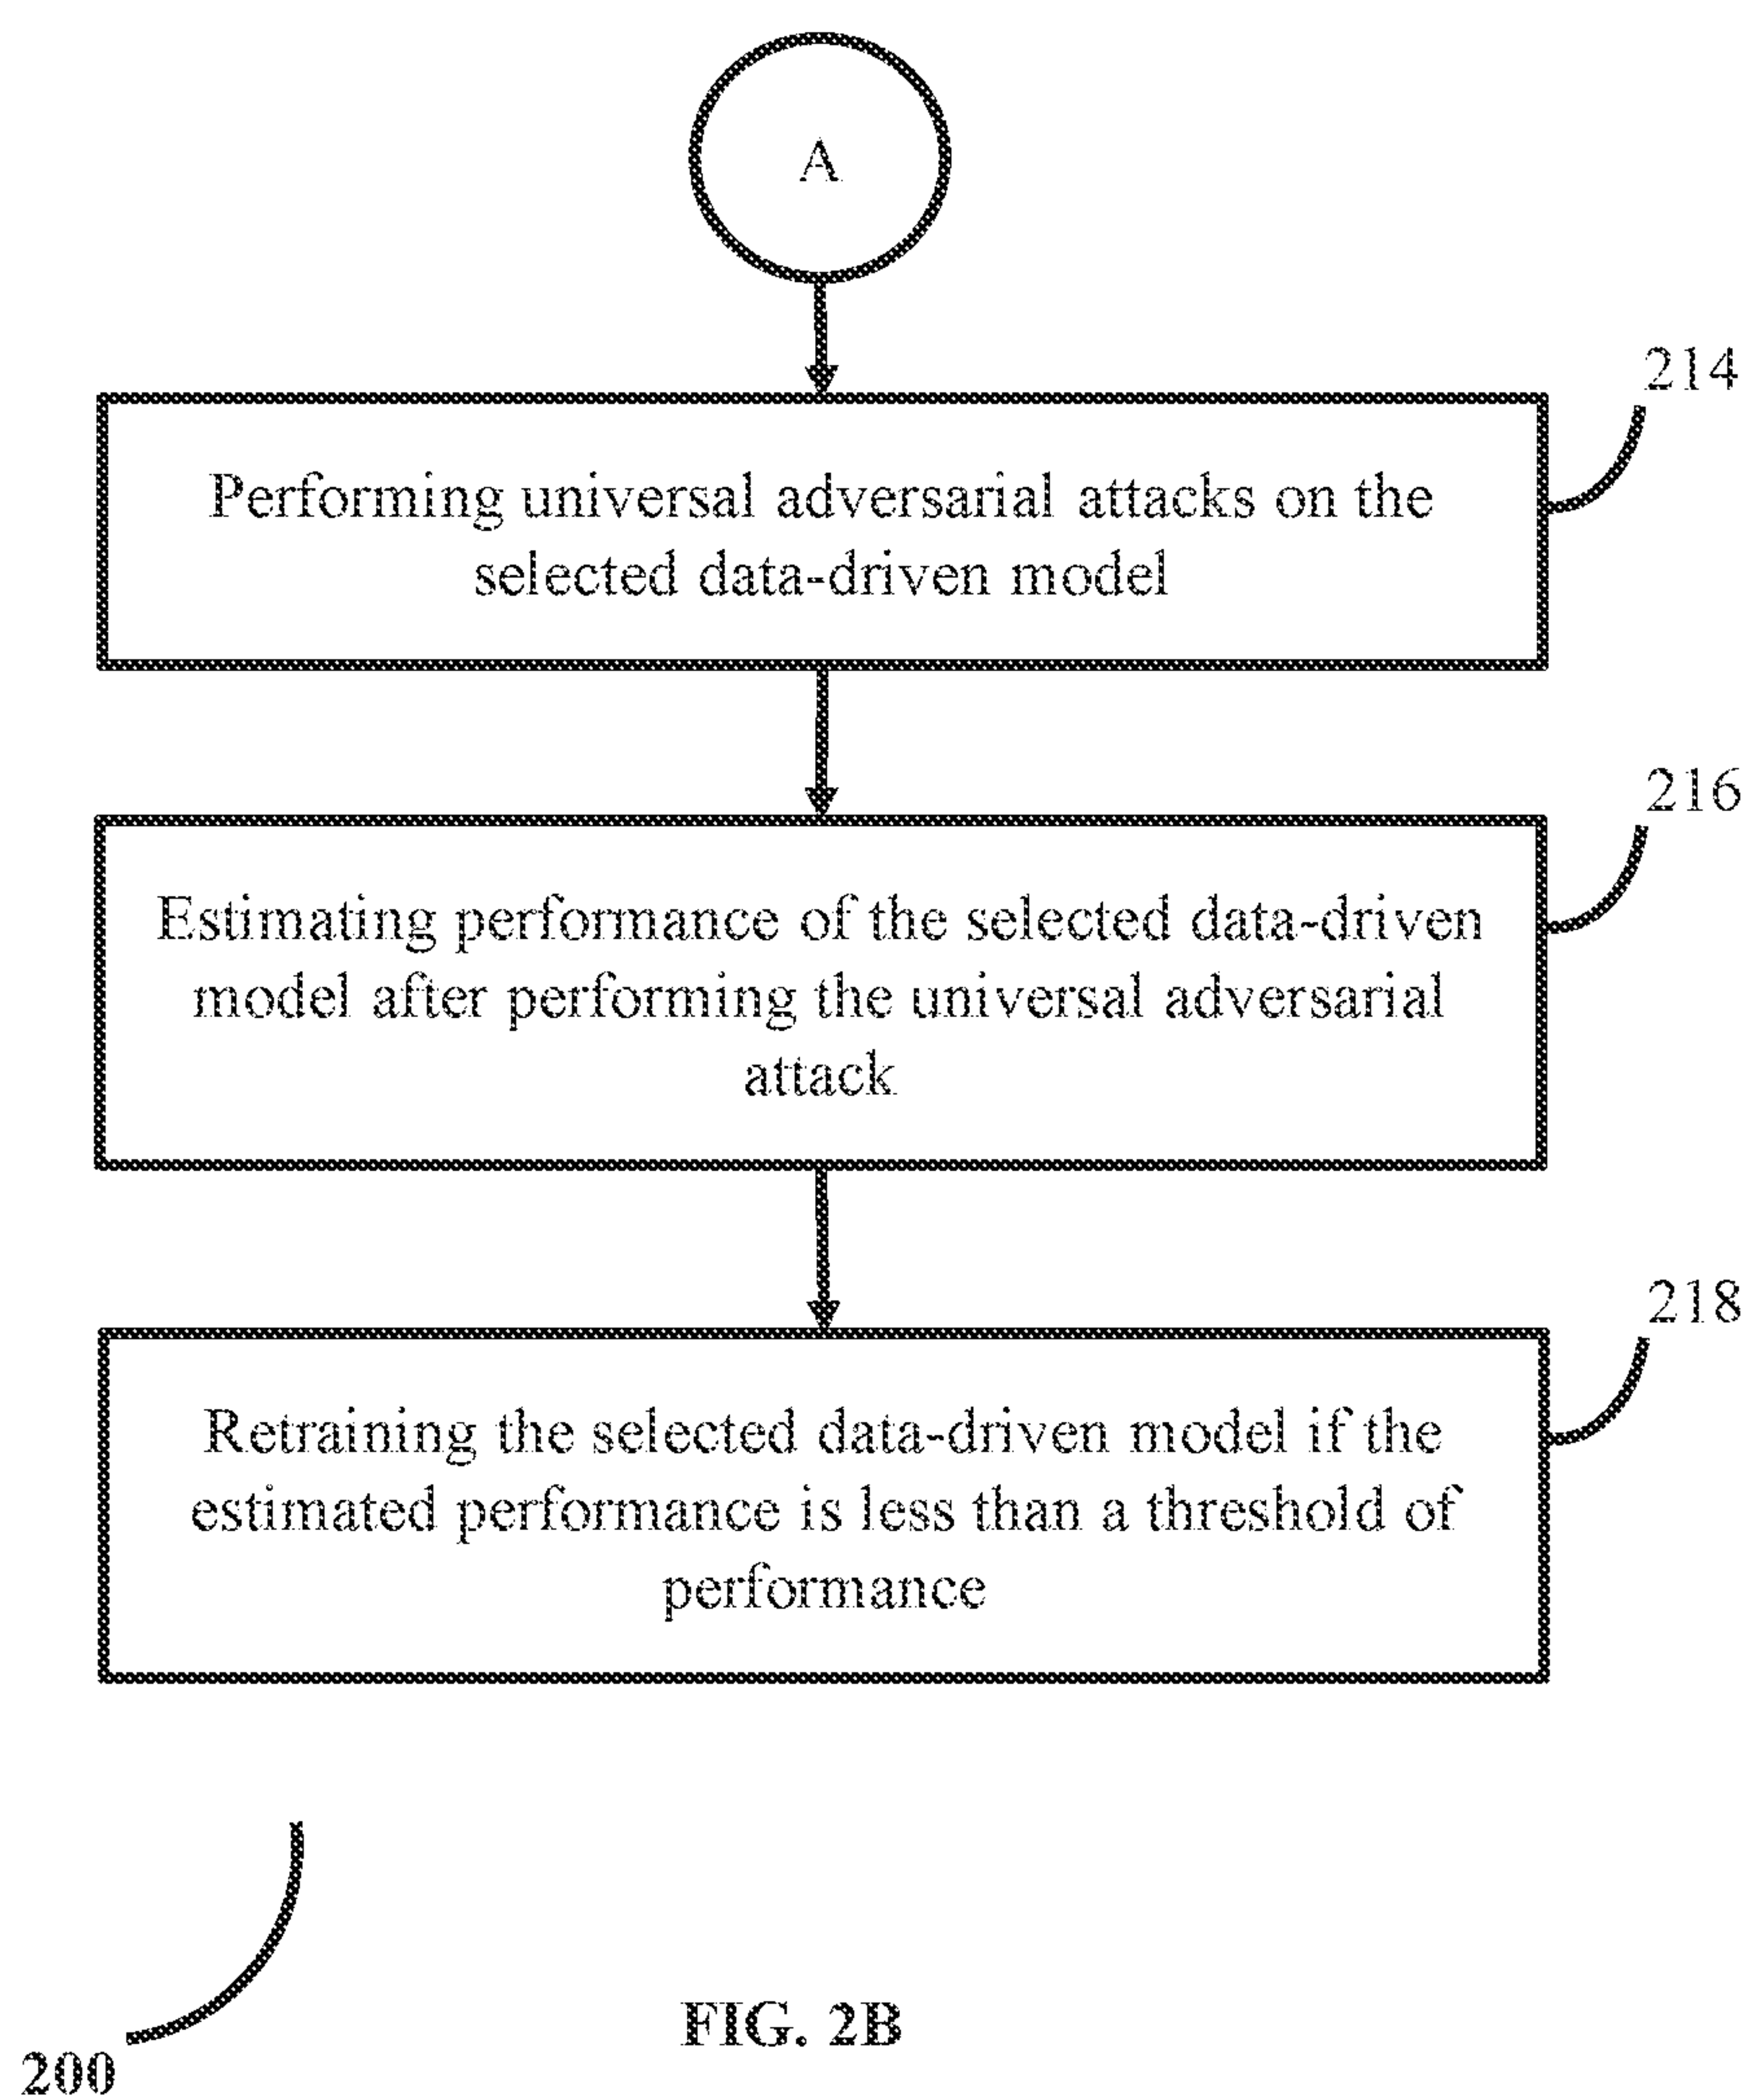 A
214
Performing universal adversarial attacks on the
selected data-driven model
216
Estimating performance of the selected data-driven
model after performing the universal adversarial
attack
218
Retraining the selected data-driven model if the
estimated performance is less than a threshold of
performance
FIG. 2B
200